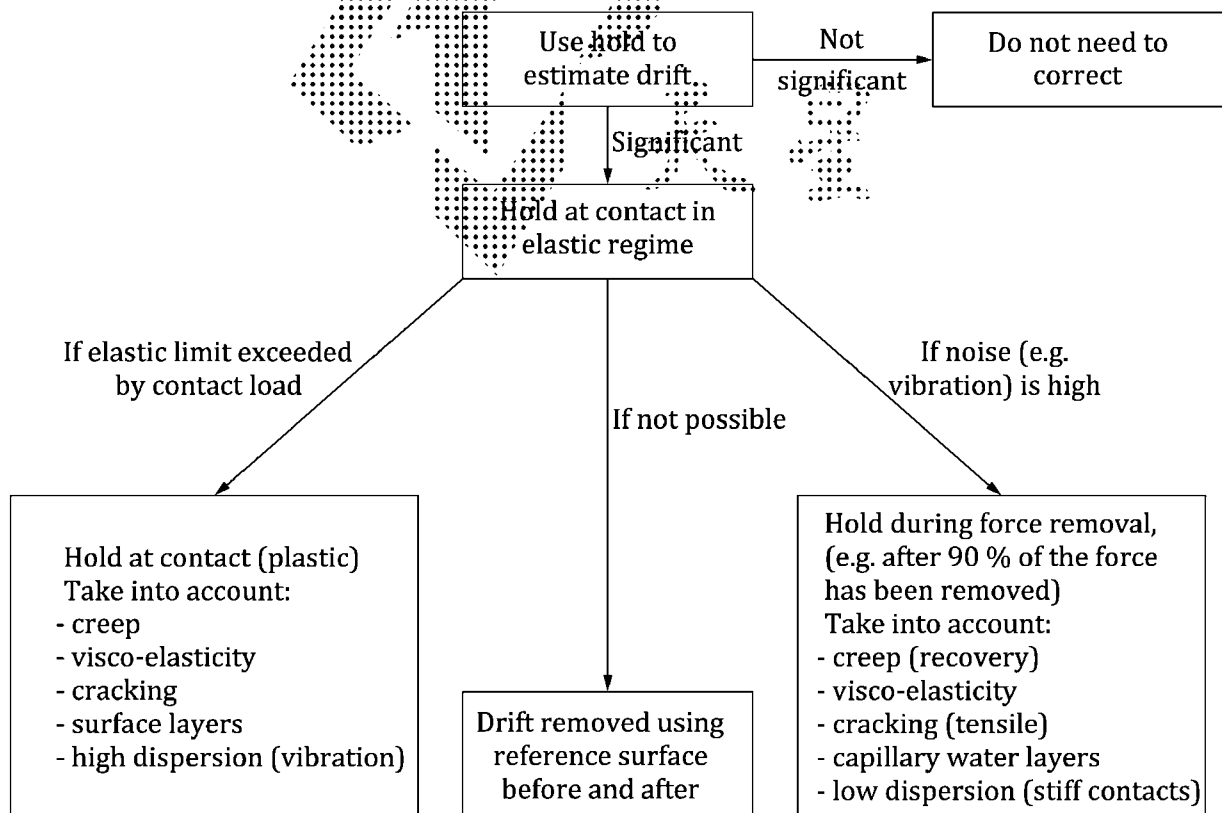 Use hold to
estimate drift
Not
significant
Do not need to
correct
Significant
Hold at contact in
elastic regime
If elastic limit exceeded
by contact load
If not possible
If noise (e.g.
vibration) is high
Hold at contact (plastic)
Take into account:
- creep
- visco-elasticity
- cracking
- surface layers
- high dispersion (vibration)
Drift removed using
reference surface
before and after
Hold during force removal,
(e.g. after 90 % of the force
has been removed)
Take into account:
- creep (recovery)
- visco-elasticity
- cracking (tensile)
- capillary water layers
- low dispersion (stiff contacts)